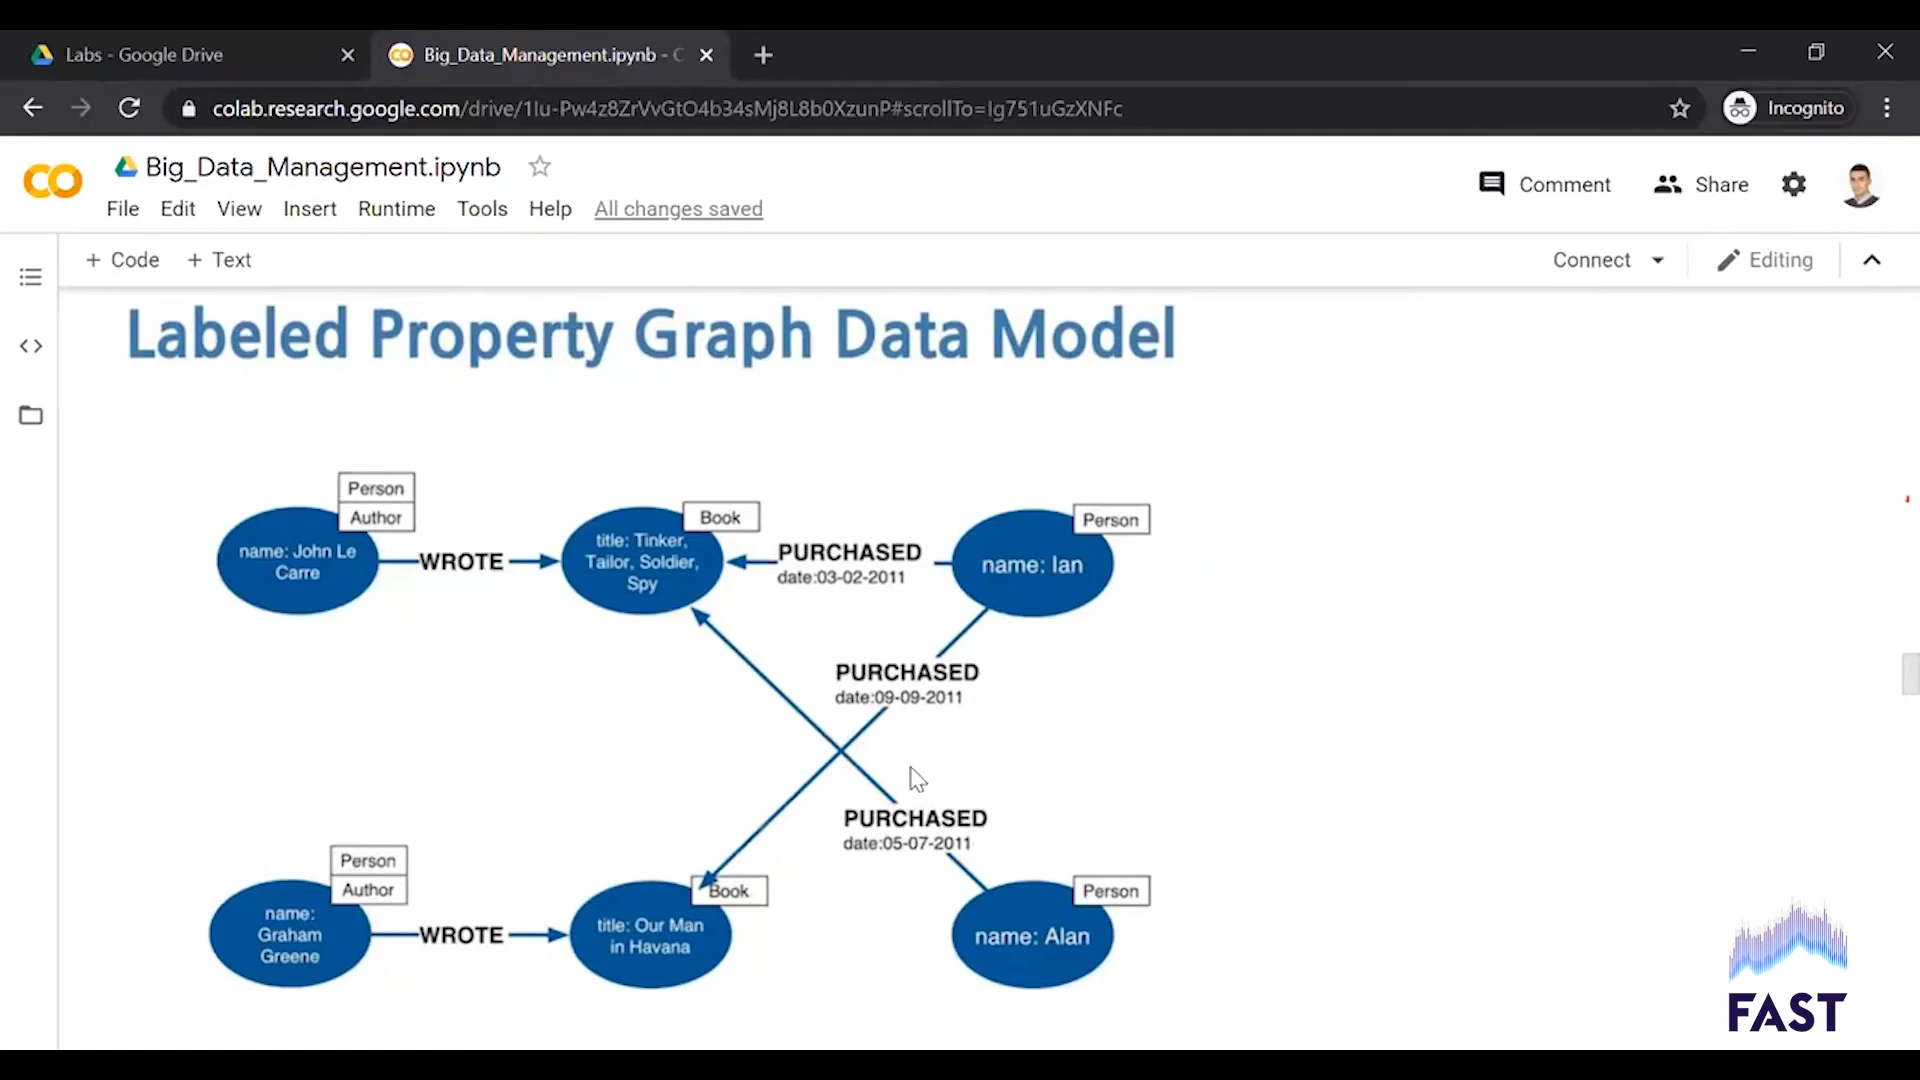 Labs - Google Drive
Big_Data_Management.ipynb - C
colab.research.google.com/drive/1Iu-Pw4z8ZrVvGtO4b34sMj8L8b0XzunP#scrollTo=Ig751uGzXNFc
Incognito
Big_Data_Management.ipynb
Comment
Share
File Edit View Insert Runtime Tools Help All changes saved
+ Code + Text
Connect
Editing
Labeled Property Graph Data Model
Person
Author
name: John Le
Carre
WROTE
Book
title: Tinker,
Tailor, Soldier,
Spy
PURCHASED
date:03-02-2011
Person
name: Ian
PURCHASED
date:09-09-2011
PURCHASED
date:05-07-2011
Person
Author
name:
Graham
Greene
WROTE
Book
title: Our Man
in Havana
Person
name: Alan
FAST